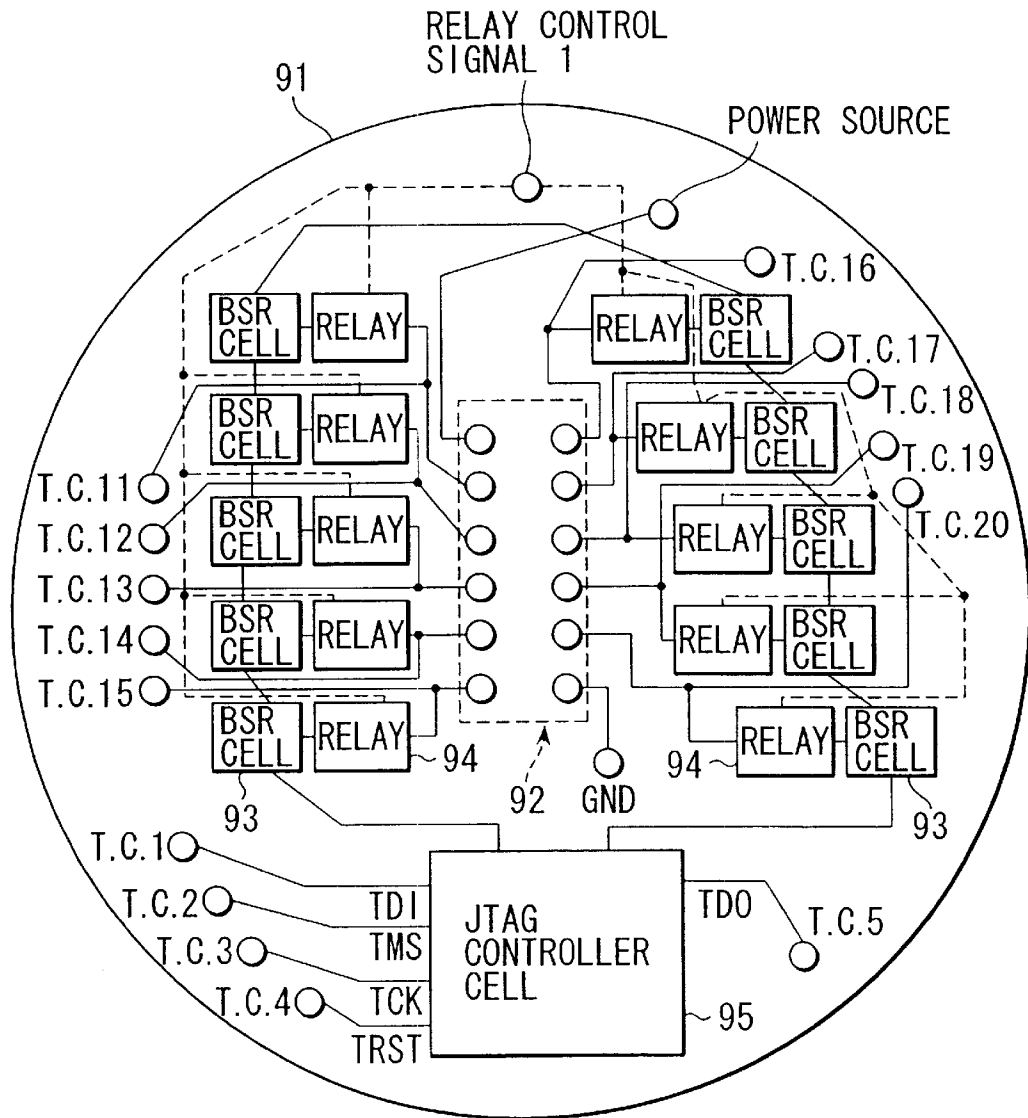 RELAY CONTROL
SIGNAL 1
91
POWER SOURCE
T.C.16
BSR
CELL
RELAY
RELAY
BSR
CELL
T.C.17
T.C.18
BSR
CELL
RELAY
RELAY
BSR
CELL
T.C.19
T.C.11
T.C.20
BSR
CELL
RELAY
T.C.12
RELAY
BSR
CELL
T.C.13
BSR
CELL
RELAY
RELAY
BSR
CELL
T.C.14
T.C.15
BSR
CELL
RELAY
94
RELAY
BSR
CELL
94
93
92
GND
93
T.C.1
TDI
T.C.2
TMS
T.C.3
TCK
T.C.4
TRST
JTAG
CONTROLLER
CELL
TDO
T.C.5
95